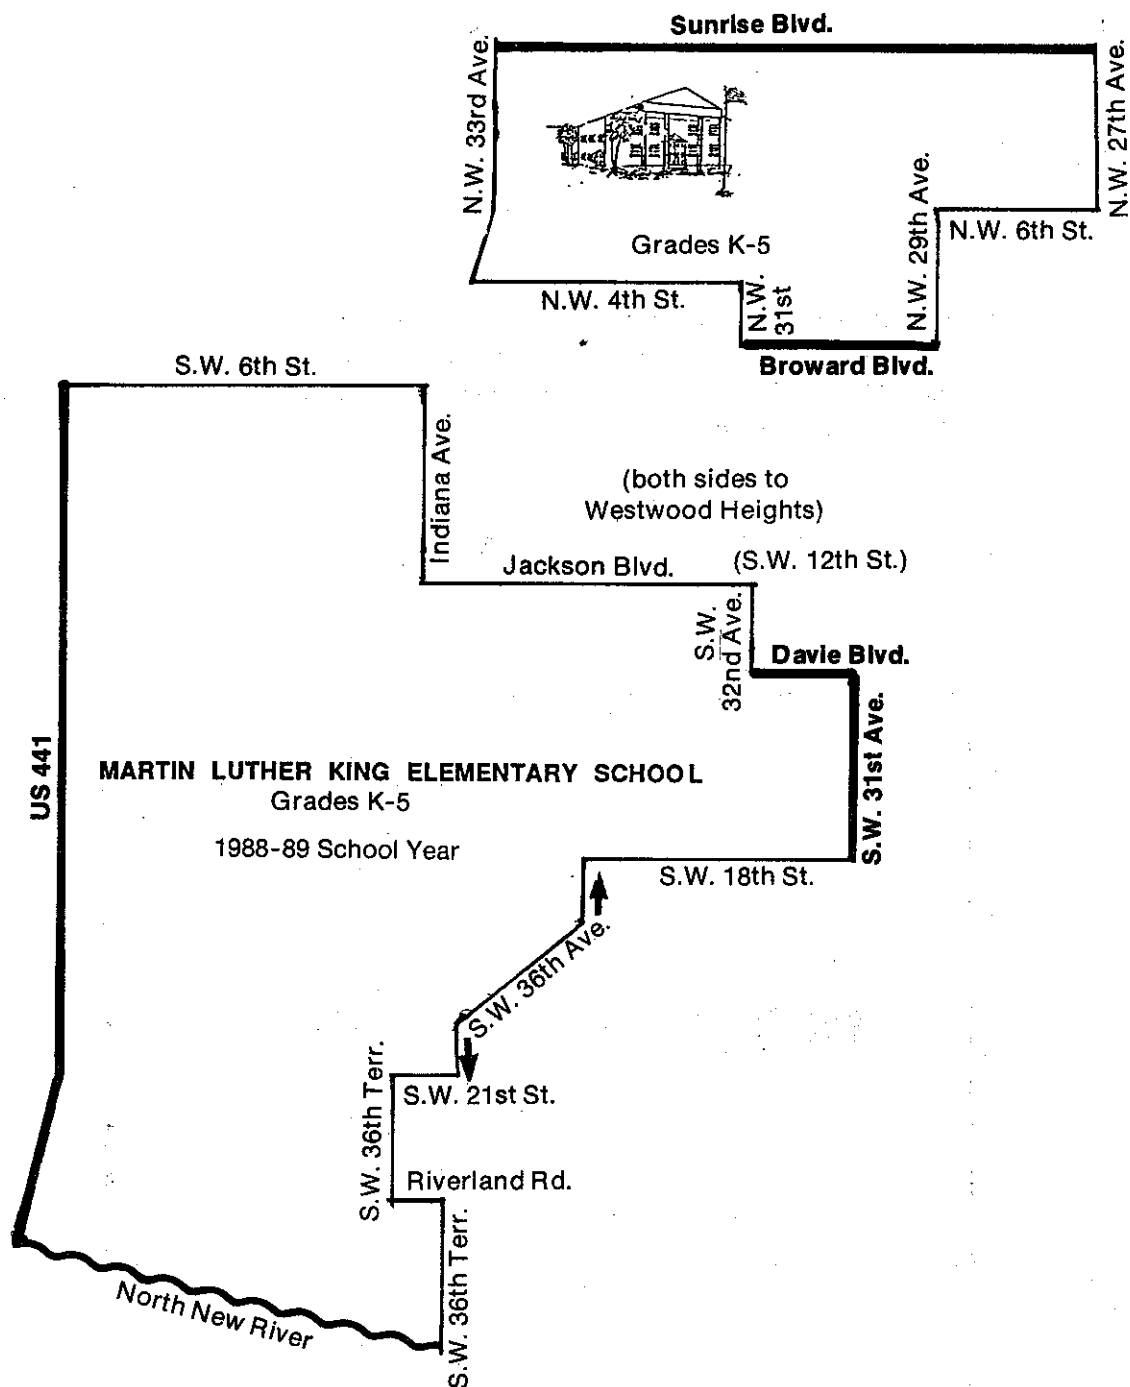 Sunrise Blvd.
N.W. 33rd Ave.
N.W. 27th Ave.
N.W. 29th Ave.
N.W. 6th St.
Grades K-5
N.W. 4th St.
N.W.
31st
Broward Blvd.
S.W. 6th St.
Indiana Ave.
(both sides to
Westwood Heights)
Jackson Blvd.
(S.W. 12th St.)
S.W.
32nd Ave.
Davie Blvd.
US 441
S.W. 31st Ave.
MARTIN LUTHER KING ELEMENTARY SCHOOL
Grades K-5
1988-89 School Year
S.W. 18th St.
S.W. 36th Ave.
S.W. 36th Terr.
S.W. 21st St.
Riverland Rd.
S.W. 36th Terr.
North New River